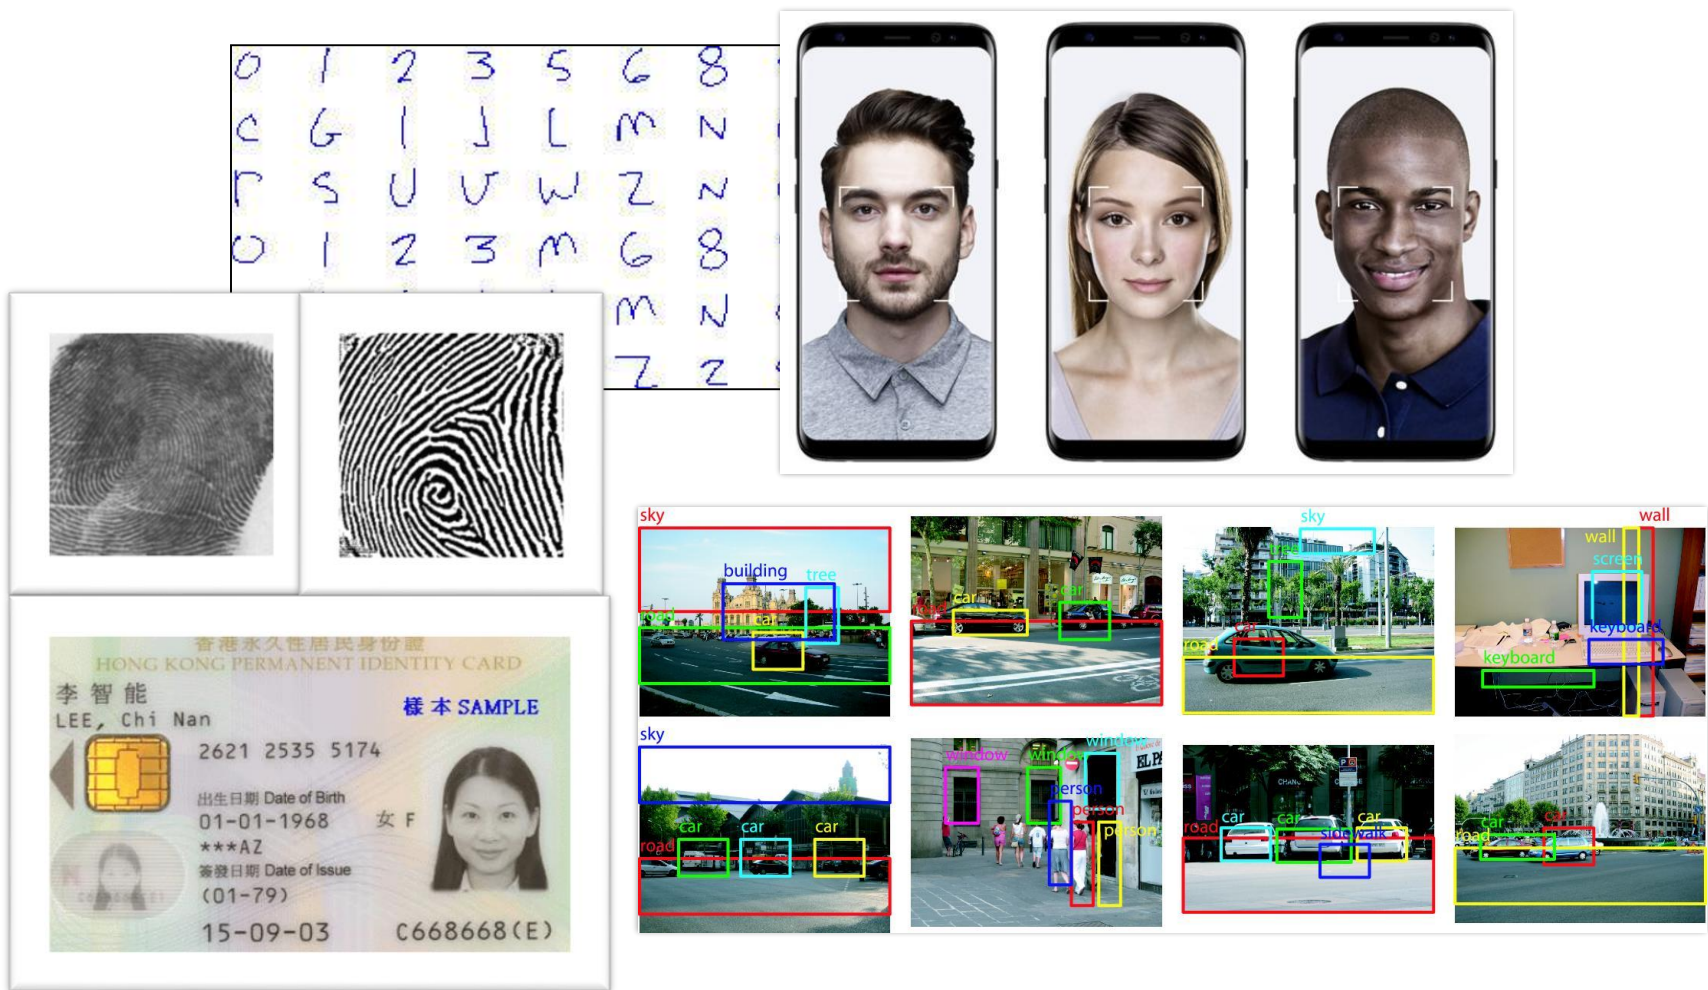 0 1 2 3 5 6 8
C G I J L M N
r S U V W Z N
0 1 2 3 M G 8
M N
Z 2
香港永久性居民身份證
HONG KONG PERMANENT IDENTITY CARD
李智能
LEE, Chi Nan
樣本 SAMPLE
2621 2535 5174
出生日期 Date of Birth
01-01-1968 女 F
***AZ
簽發日期 Date of Issue
(01-79)
15-09-03
C668668(E)
sky
building
tree
road
car
car
car
road
sky
tree
car
road
wall
wall
screen
keyboard
keyboard
sky
car
car
car
road
window
window
window
person
person
person
EL PA
CHAN
road
car
car
car
sidewalk
P
car
car
road